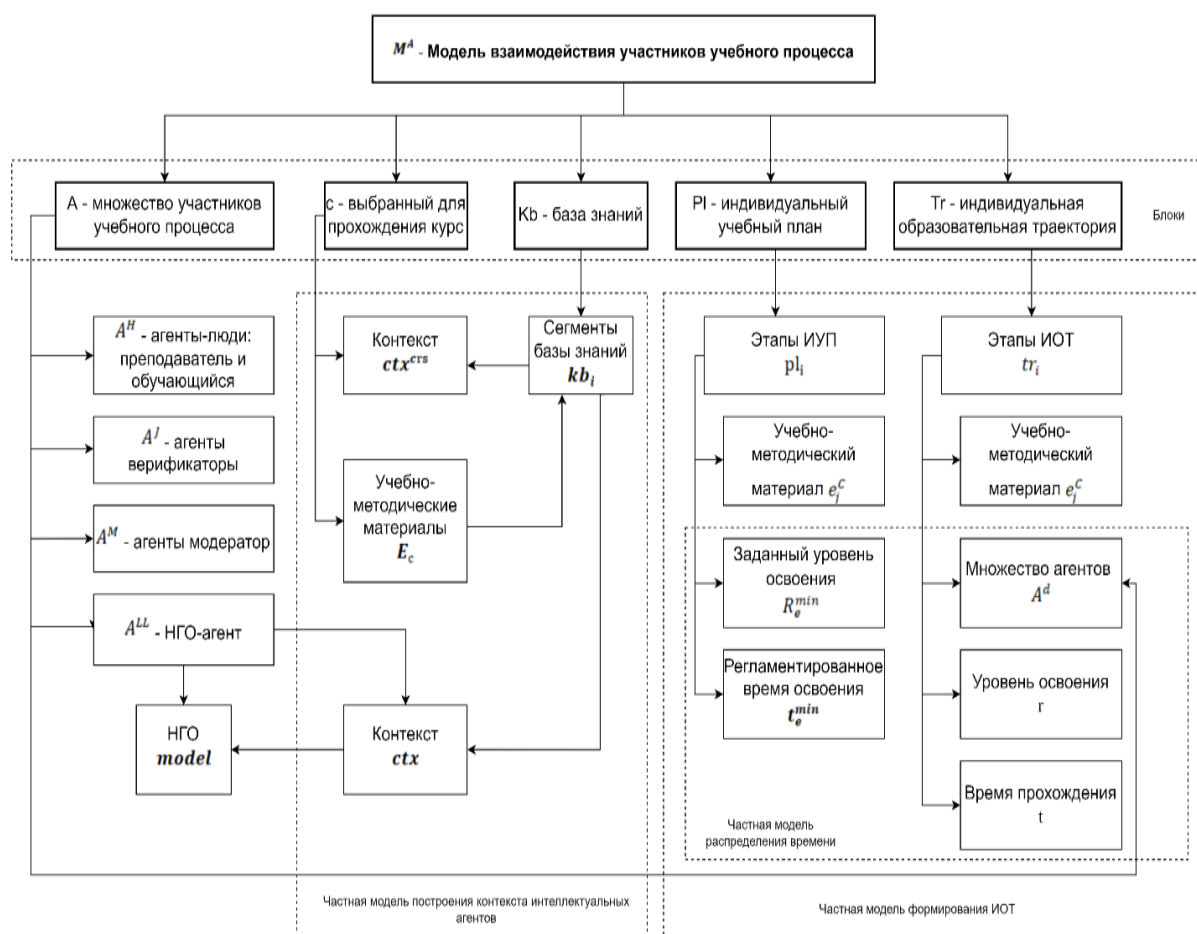 M^A - Модель взаимодействия участников учебного процесса
A - множество участников
учебного процесса
c - выбранный для
прохождения курс
Kb - база знаний
Pl - индивидуальный
учебный план
Tr - индивидуальная
образовательная траектория
Блоки
A^H - агенты-люди:
преподаватель и
обучающийся
A^J - агенты
верификаторы
A^M - агенты модератор
A^{LL} - НГО-агент
НГО
model
Контекст
ctx^{crs}
Сегменты
базы знаний
kb_i
Учебно-
методические
материалы
E_c
Контекст
ctx
Частная модель построения контекста интеллектуальных
агентов
Этапы ИУП
pl_i
Учебно-
методический
материал e_j^C
Заданный уровень
освоения
R_e^{min}
Регламентированное
время освоения
t_e^{min}
Этапы ИОТ
tr_i
Учебно-
методический
материал e_j^C
Множество агентов
A^d
Уровень освоения
r
Время прохождения
t
Частная модель
распределения времени
Частная модель формирования ИОТ